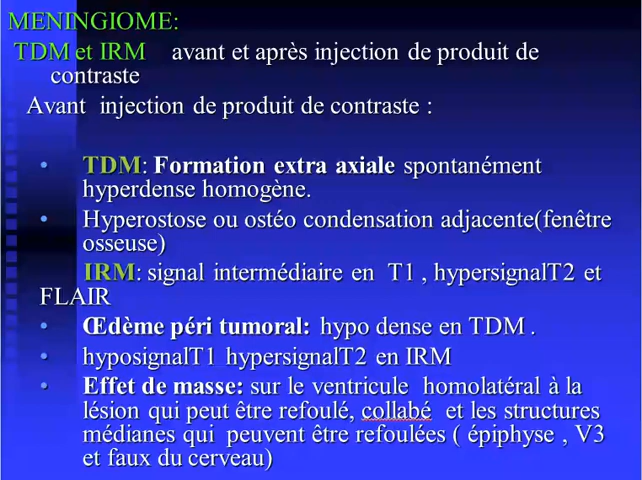 MENINGIOME:
TDM et IRM avant et après injection de produit de
contraste
Avant injection de produit de contraste :
• TDM: Formation extra axiale spontanément
hyperdense homogène.
• Hyperostose ou ostéo condensation adjacente(fenêtre
osseuse)
IRM: signal intermédiaire en T1 , hypersignalT2 et
FLAIR
• Œdème péri tumoral: hypo dense en TDM .
• hyposignalT1 hypersignalT2 en IRM
• Effet de masse: sur le ventricule homolatéral à la
lésion qui peut être refoulé, collabé et les structures
médianes qui peuvent être refoulées ( épiphyse , V3
et faux du cerveau)